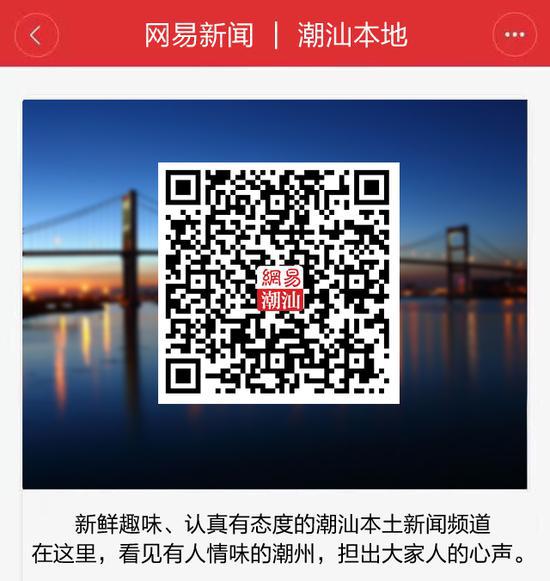 网易新闻 | 潮汕本地
網易
潮汕
新鲜趣味、认真有态度的潮汕本土新闻频道
在这里，看见有人情味的潮州，担出大家人的心声。